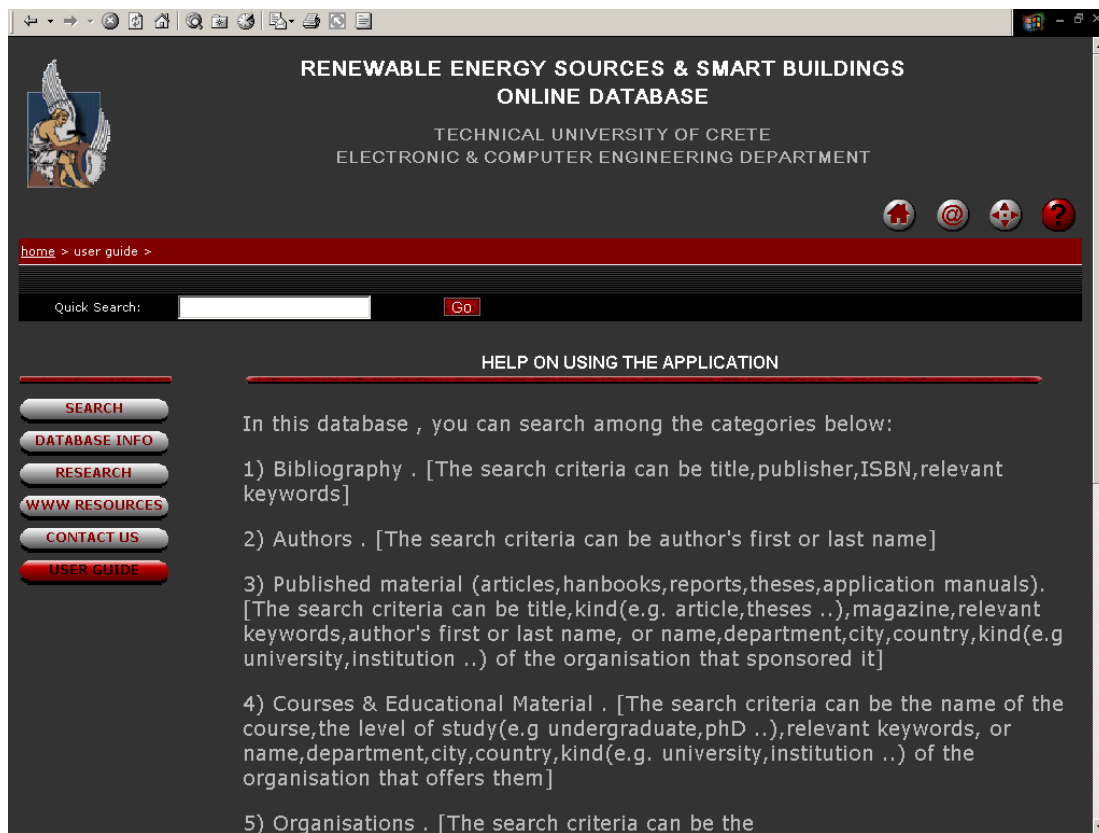 RENEWABLE ENERGY SOURCES & SMART BUILDINGS
ONLINE DATABASE
TECHNICAL UNIVERSITY OF CRETE
ELECTRONIC & COMPUTER ENGINEERING DEPARTMENT
@
?
home > user guide >
Quick Search:
Go
HELP ON USING THE APPLICATION
SEARCH
DATABASE INFO
RESEARCH
WWW RESOURCES
CONTACT US
USER GUIDE
In this database , you can search among the categories below:
1) Bibliography . [The search criteria can be title,publisher,ISBN,relevant
keywords]
2) Authors . [The search criteria can be author's first or last name]
3) Published material (articles,hanbooks,reports,theses,application manuals).
[The search criteria can be title,kind(e.g. article,theses ..),magazine,relevant
keywords,author's first or last name, or name,department,city,country,kind(e.g
university,institution ..) of the organisation that sponsored it]
4) Courses & Educational Material . [The search criteria can be the name of the
course,the level of study(e.g undergraduate,phD ..),relevant keywords, or
name,department,city,country,kind(e.g. university,institution ..) of the
organisation that offers them]
5) Organisations . [The search criteria can be the